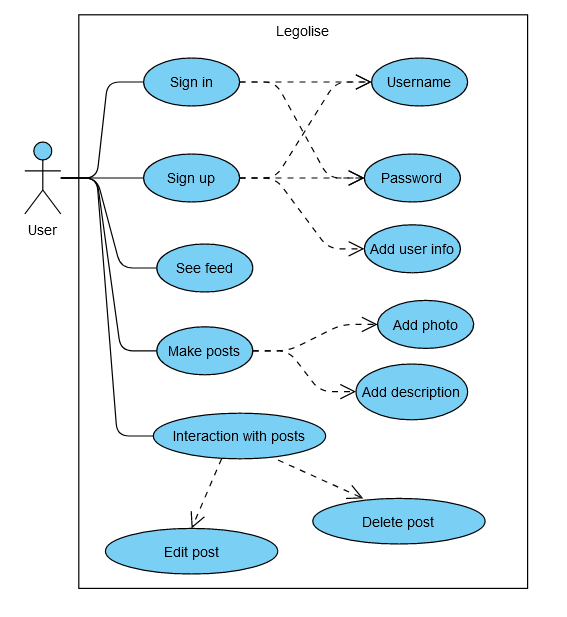 Legolise
Sign in
Username
Sign up
Password
User
Add user info
See feed
Add photo
Make posts
Add description
Interaction with posts
Delete post
Edit post